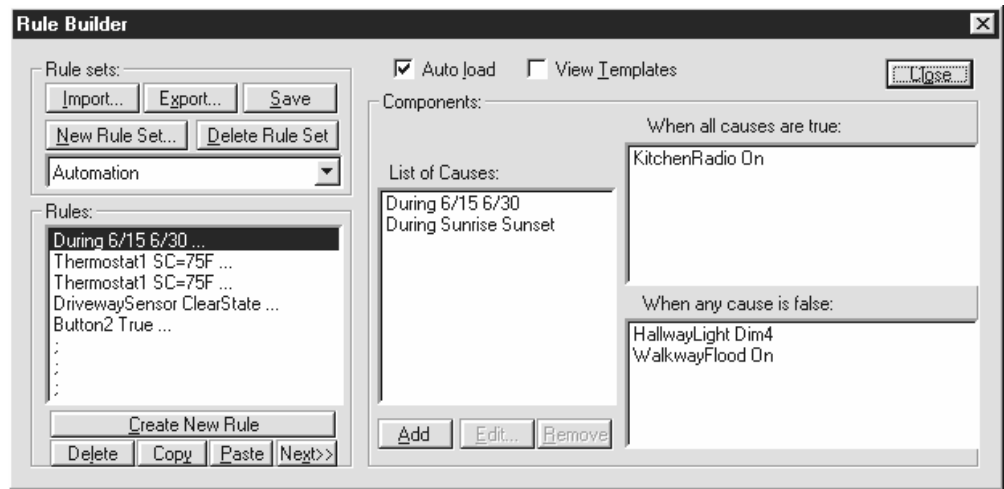 Rule Builder
Rule sets:
Import... Export... Save
New Rule Set... Delete Rule Set
Automation
Rules:
During 6/15 6/30 ...
Thermostat1 SC=75F ...
Thermostat1 SC=75F ...
DrivewaySensor ClearState ...
Button2 True ...
;
;
;
Create New Rule
Delete Copy Paste Next>>
Auto load View Templates
Close
Components:
List of Causes:
During 6/15 6/30
During Sunrise Sunset
Add Edit... Remove
When all causes are true:
KitchenRadio On
When any cause is false:
HallwayLight Dim4
WalkwayFlood On